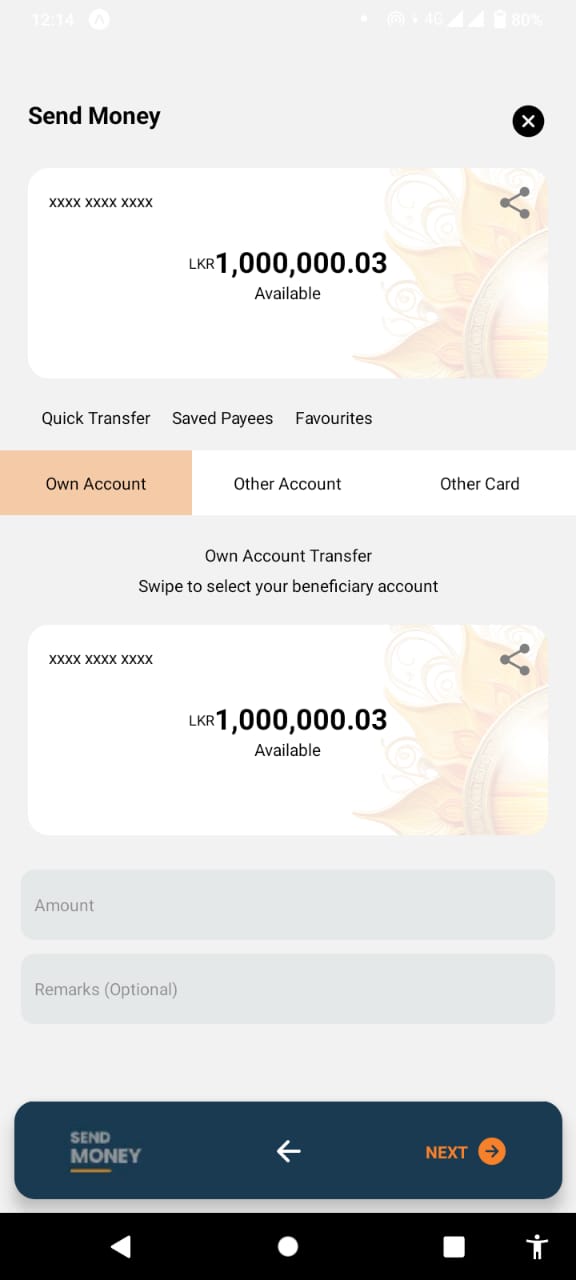 12:14 4G 80%
Send Money
xxxx xxxx xxxx
LKR1,000,000.03
Available
Quick Transfer Saved Payees Favourites
Own Account Other Account Other Card
Own Account Transfer
Swipe to select your beneficiary account
xxxx xxxx xxxx
LKR1,000,000.03
Available
Amount
Remarks (Optional)
SEND
MONEY
NEXT